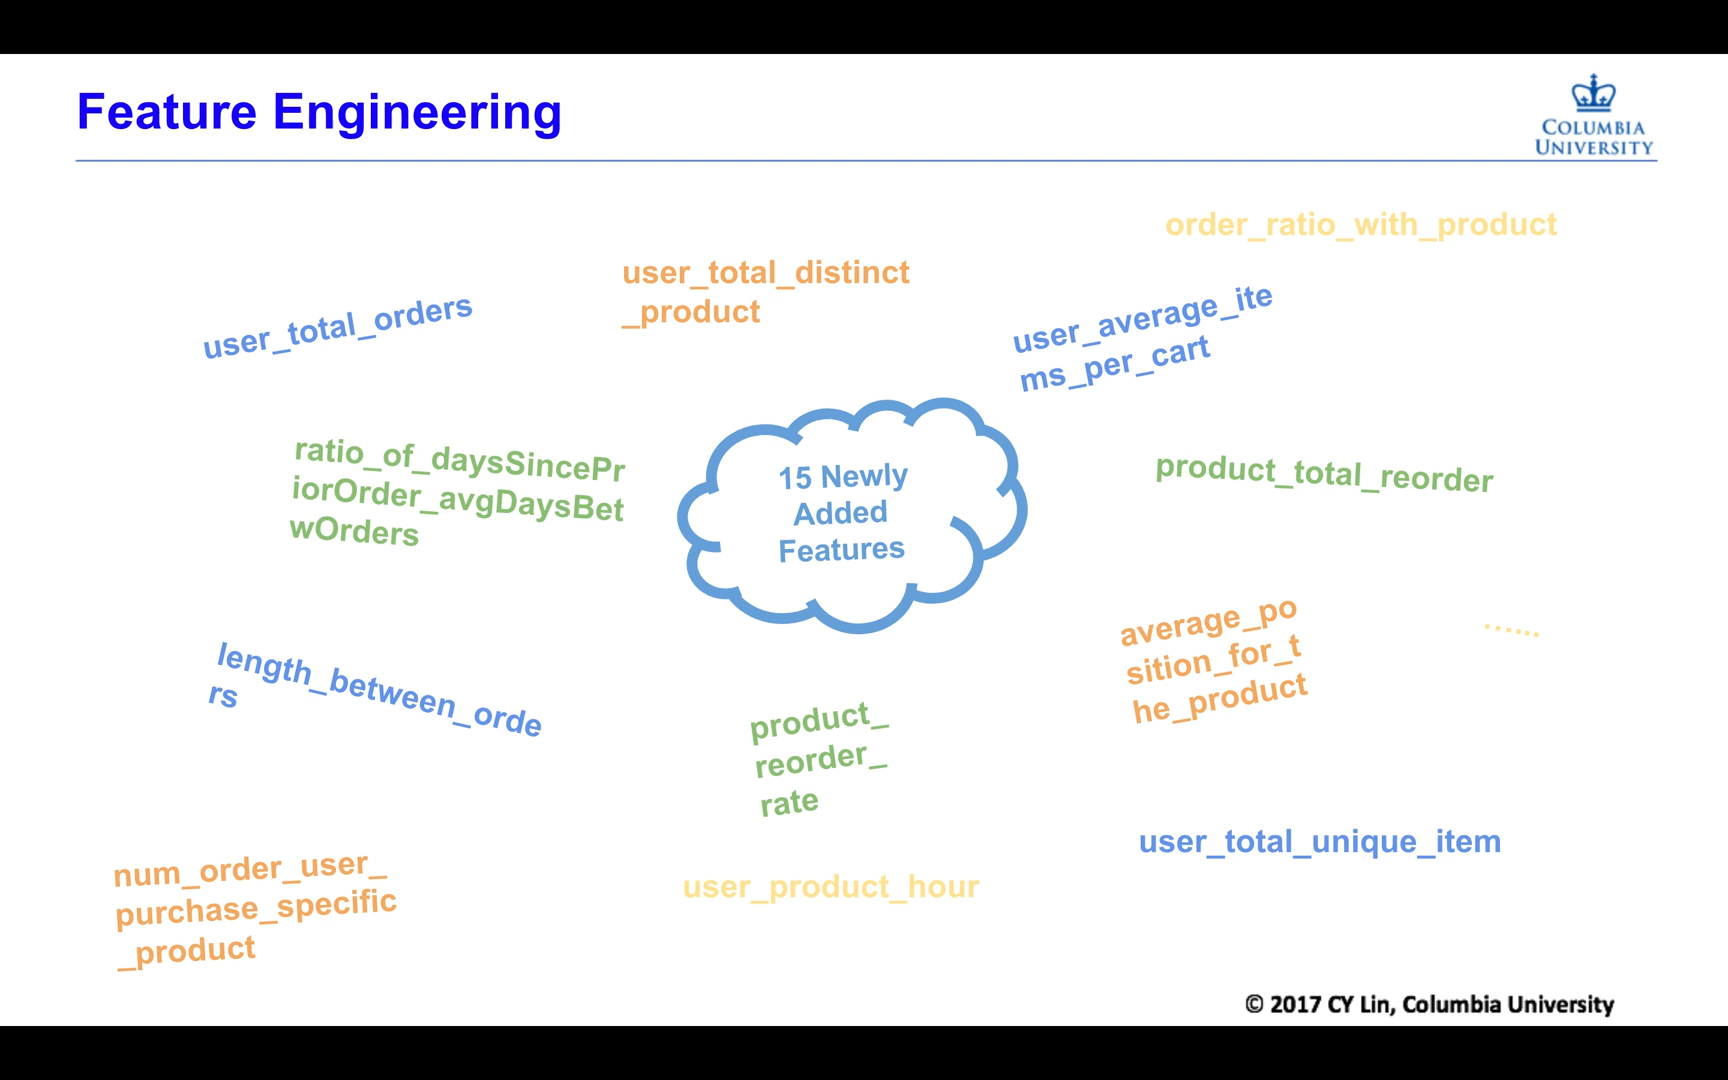 Feature Engineering
COLUMBIA
UNIVERSITY
order_ratio_with_product
user_total_distinct
_product
user_total_orders
user_average_ite
ms_per_cart
ratio_of_daysSincePr
iorOrder_avgDaysBet
wOrders
15 Newly
Added
Features
product_total_reorder
length_between_orde
rs
average_po
sition_for_t
he_product
......
product_
reorder_
rate
user_total_unique_item
num_order_user_
purchase_specific
_product
user_product_hour
© 2017 CY Lin, Columbia University